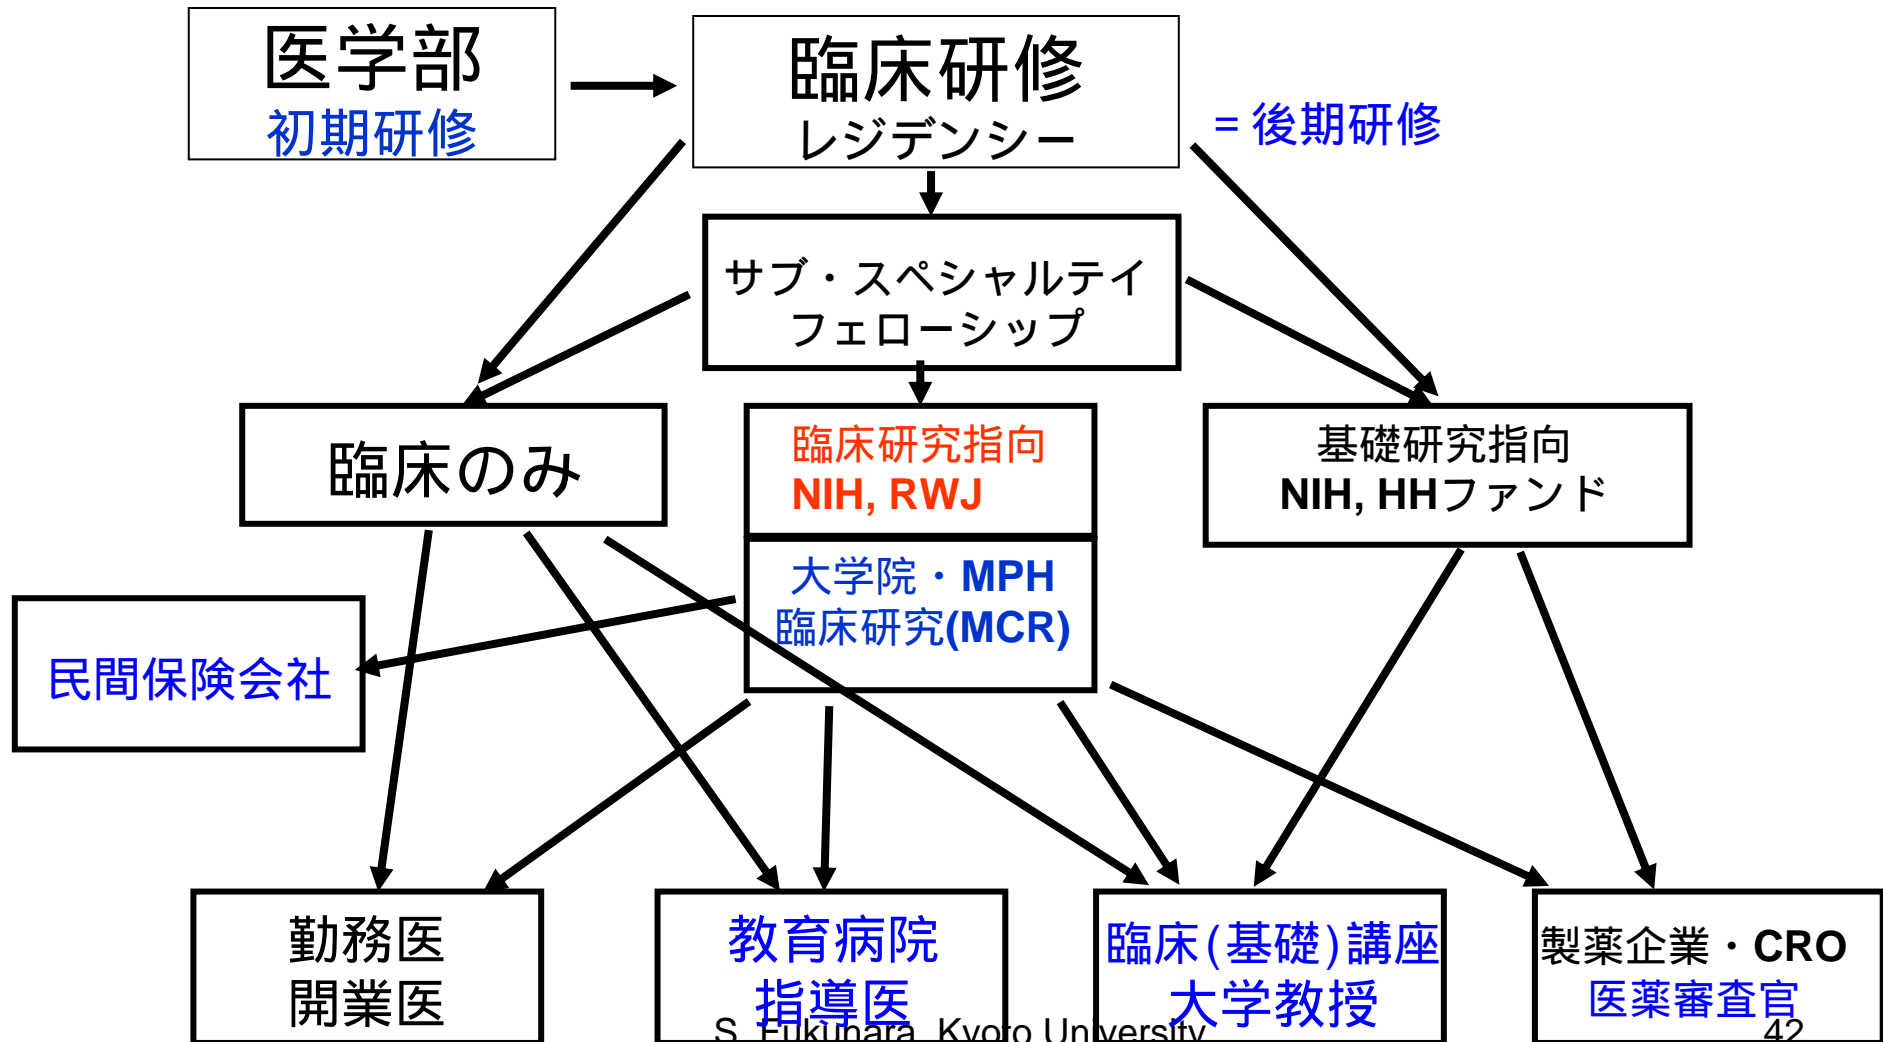 医学部
初期研修
臨床研修
レジデンシー
= 後期研修
サブ・スペシャルテイ
フェローシップ
臨床のみ
臨床研究指向
NIH, RWJ
基礎研究指向
NIH, HHファンド
大学院・MPH
臨床研究(MCR)
民間保険会社
勤務医
開業医
教育病院
指導医
臨床(基礎)講座
大学教授
製薬企業・CRO
医薬審査官
S. Fukuhara, Kyoto University
42